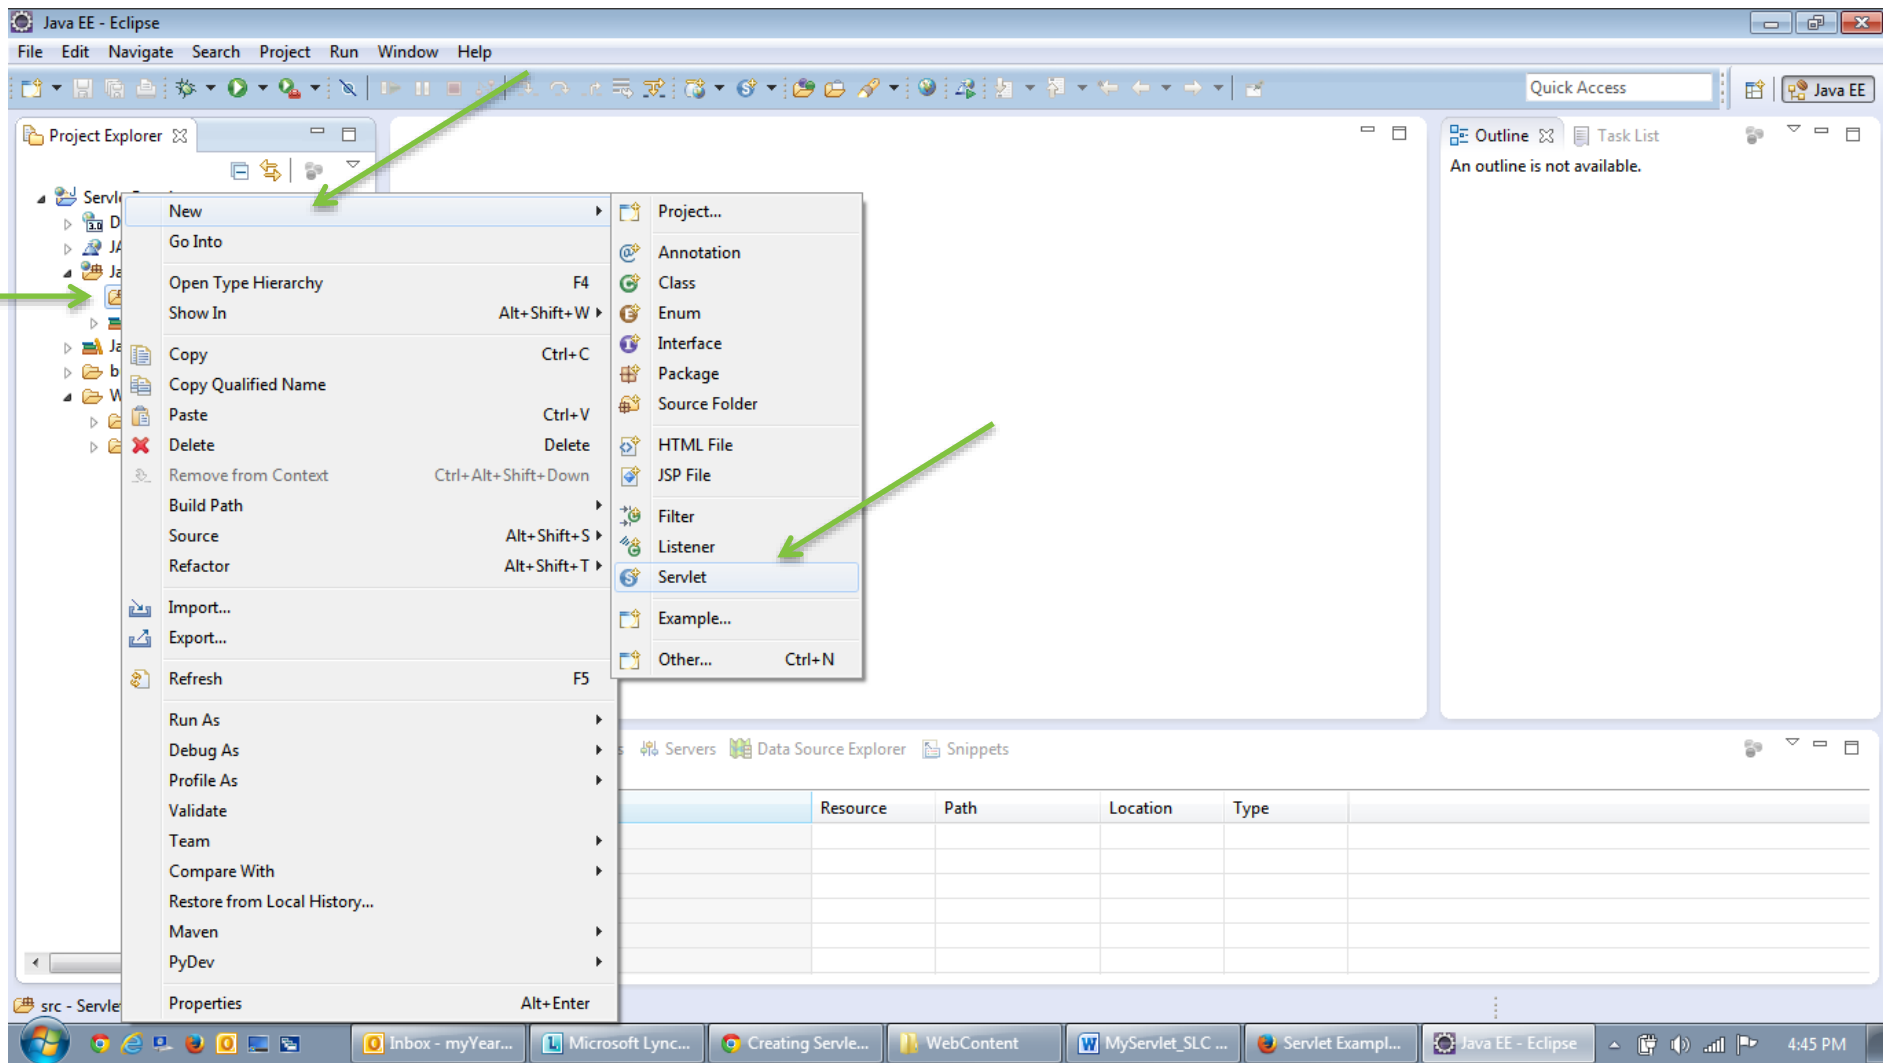 Java EE - Eclipse
File Edit Navigate Search Project Run Window Help
Quick Access
Java EE
Project Explorer
Outline
Task List
An outline is not available.
New
Go Into
Open Type Hierarchy F4
Show In Alt+Shift+W
Copy Ctrl+C
Copy Qualified Name
Paste Ctrl+V
Delete Delete
Remove from Context Ctrl+Alt+Shift+Down
Build Path
Source Alt+Shift+S
Refactor Alt+Shift+T
Import...
Export...
Refresh F5
Run As
Debug As
Profile As
Validate
Team
Compare With
Restore from Local History...
Maven
PyDev
Properties Alt+Enter
Project...
Annotation
Class
Enum
Interface
Package
Source Folder
HTML File
JSP File
Filter
Listener
Servlet
Example...
Other... Ctrl+N
Servers Data Source Explorer Snippets
Resource Path Location Type
src - Servle
Inbox - myYear... Microsoft Lync... Creating Servle... WebContent MyServlet_SLC ... Servlet Exampl... Java EE - Eclipse 4:45 PM